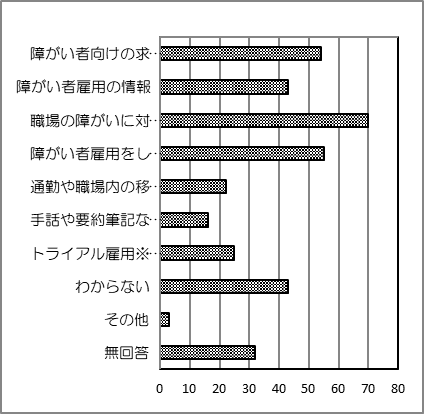 障がい者向けの求…
障がい者雇用の情報
職場の障がいに対…
障がい者雇用をし…
通勤や職場内の移…
手話や要約筆記な…
トライアル雇用※…
わからない
その他
無回答
0 10 20 30 40 50 60 70 80